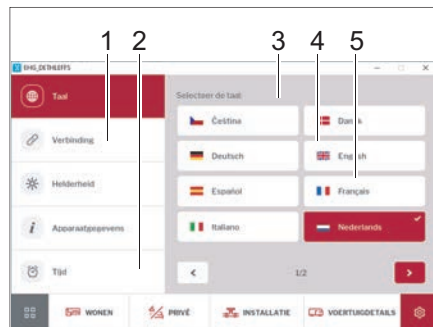 1 2 3 4 5
EHG_DETHLEFFS
Taal
Selecteer de taal:
Verbinding
Helderheid
Apparaatgegevens
Tijd
Čeština
Dansk
Deutsch
English
Español
Français
Italiano
Nederlands
1/2
WONEN
PRIVÉ
INSTALLATIE
VOERTUIGDETAILS